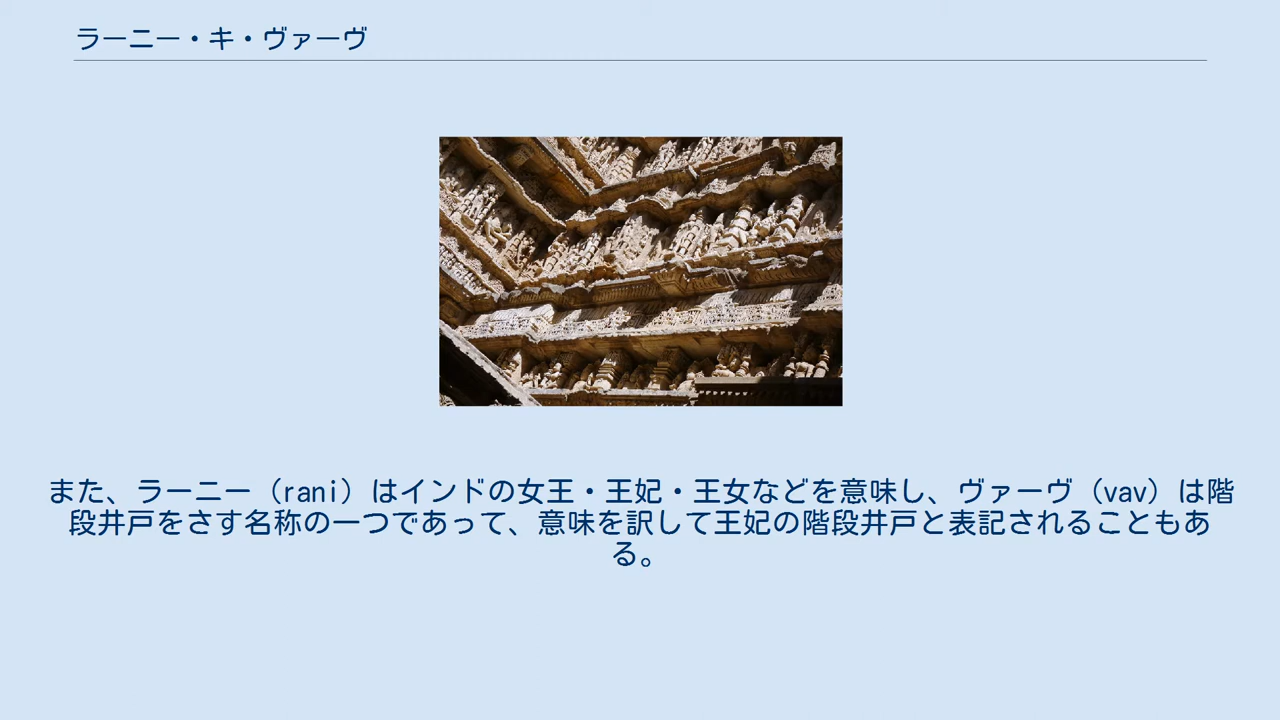 ラーニー・キ・ヴァーヴ
また、ラーニー（rani）はインドの女王・王妃・王女などを意味し、ヴァーヴ（vav）は階
段井戸をさす名称の一つであって、意味を訳して王妃の階段井戸と表記されることもあ
る。